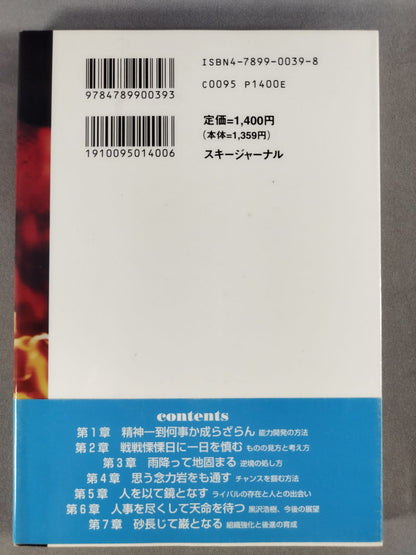 ISBN4-7899-0039-8
9784789900393
C0095 P1400E
定価=1,400円
(本体=1,359円)
1910095014006
スキージャーナル
contents
第1章 精神一到何事か成らざらん 能力開発の方法
第2章 戦戦慄慄日に一日を慎む ものの見方と考え方
第3章 雨降って地固まる 逆境の処し方
第4章 思う念力岩をも通す チャンスを掴む方法
第5章 人を以て鏡となす ライバルの存在と人との出会い
第6章 人事を尽くして天命を待つ 黒沢浩樹、今後の展望
第7章 砂長じて巌となる 組織強化と後進の育成